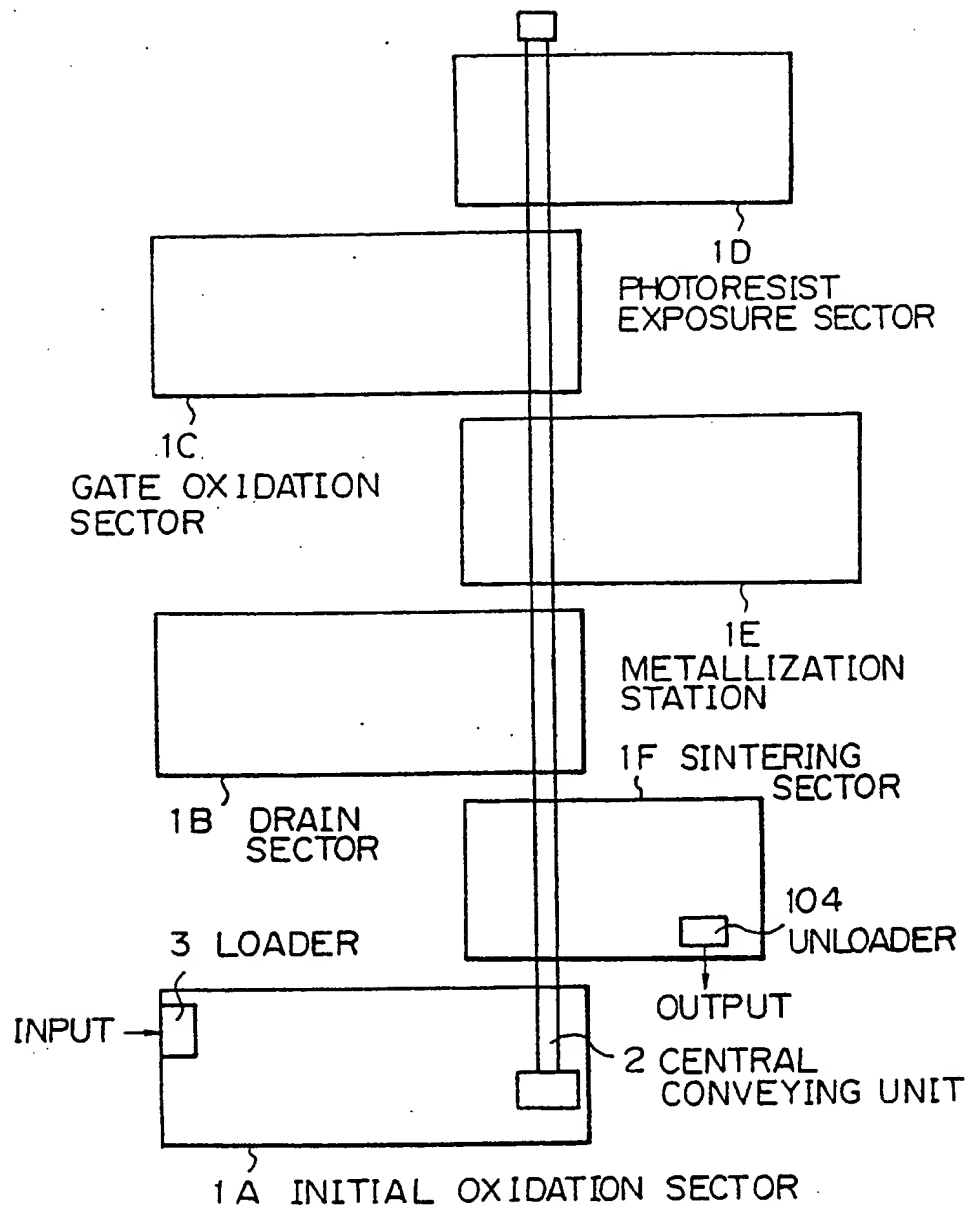 1D
PHOTORESIST
EXPOSURE SECTOR
1C
GATE OXIDATION
SECTOR
1E
METALLIZATION
STATION
1F SINTERING
SECTOR
1B DRAIN
SECTOR
104
UNLOADER
3 LOADER
OUTPUT
INPUT
2 CENTRAL
CONVEYING UNIT
1A INITIAL OXIDATION SECTOR